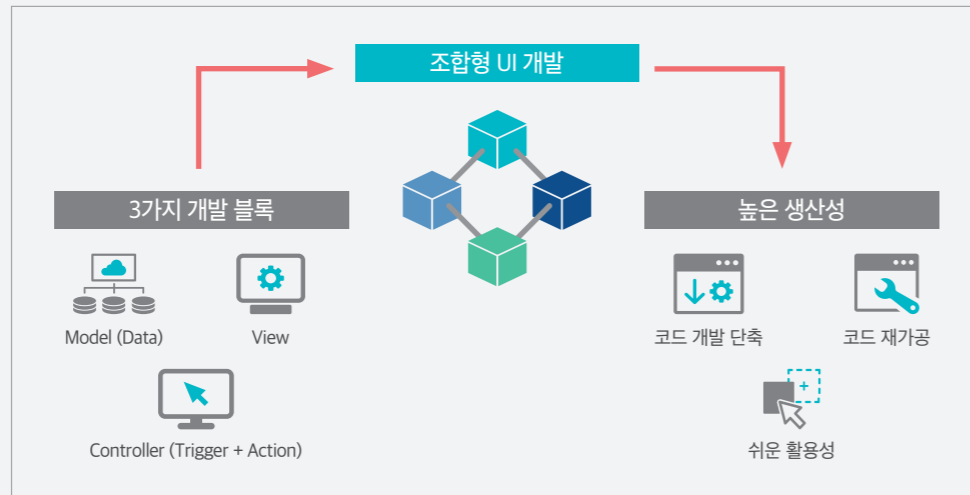 조합형 UI 개발
3가지 개발 블록
Model (Data)
View
Controller (Trigger + Action)
높은 생산성
코드 개발 단축
코드 재가공
쉬운 활용성